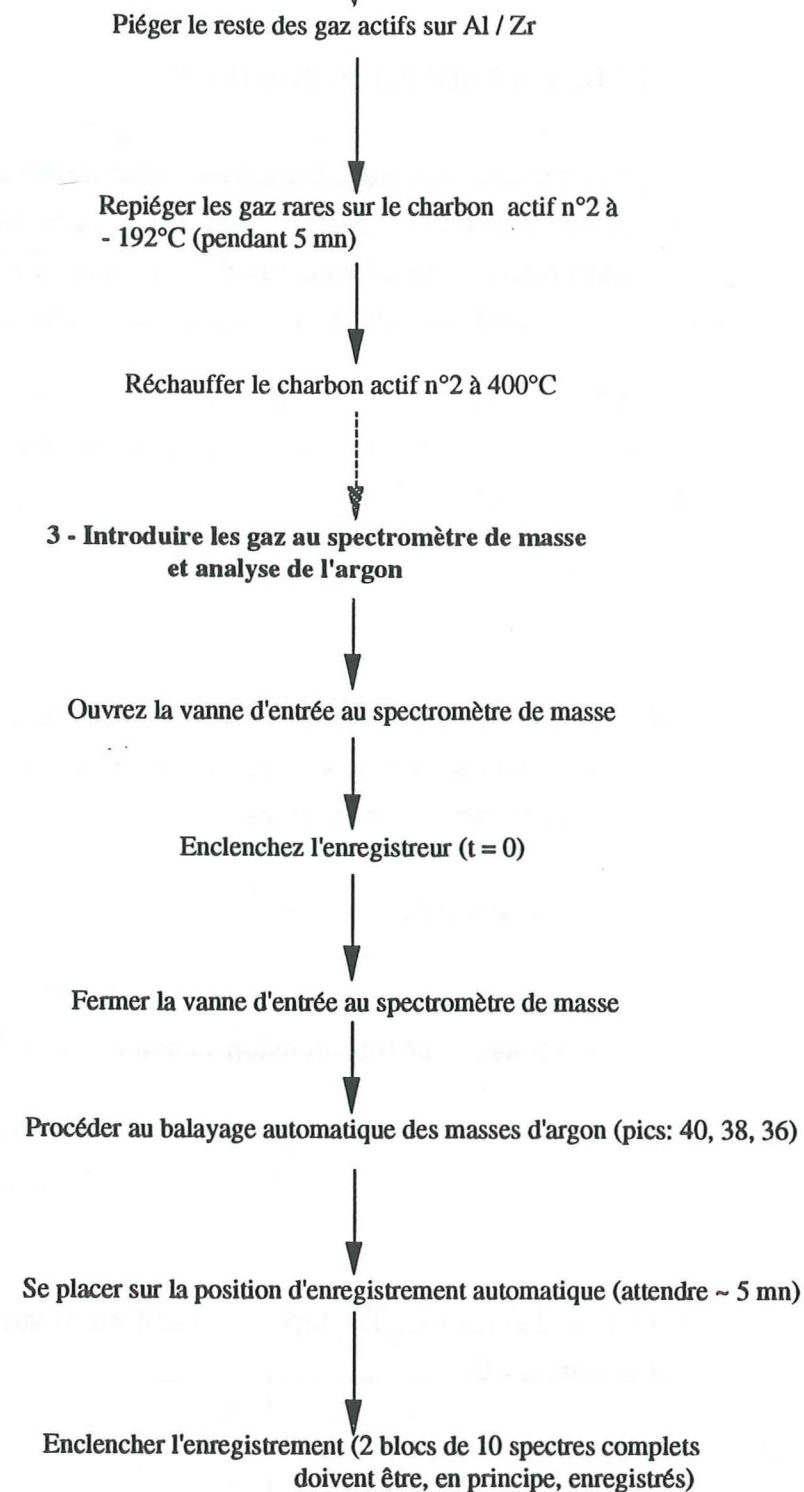 Piéger le reste des gaz actifs sur Al / Zr
Repiéger les gaz rares sur le charbon actif n°2 à
- 192°C (pendant 5 mn)
Réchauffer le charbon actif n°2 à 400°C
3 - Introduire les gaz au spectromètre de masse
et analyse de l'argon
Ouvrez la vanne d'entrée au spectromètre de masse
Enclenchez l'enregistreur (t = 0)
Fermer la vanne d'entrée au spectromètre de masse
Procéder au balayage automatique des masses d'argon (pics: 40, 38, 36)
Se placer sur la position d'enregistrement automatique (attendre ~ 5 mn)
Enclencher l'enregistrement (2 blocs de 10 spectres complets
doivent être, en principe, enregistrés)